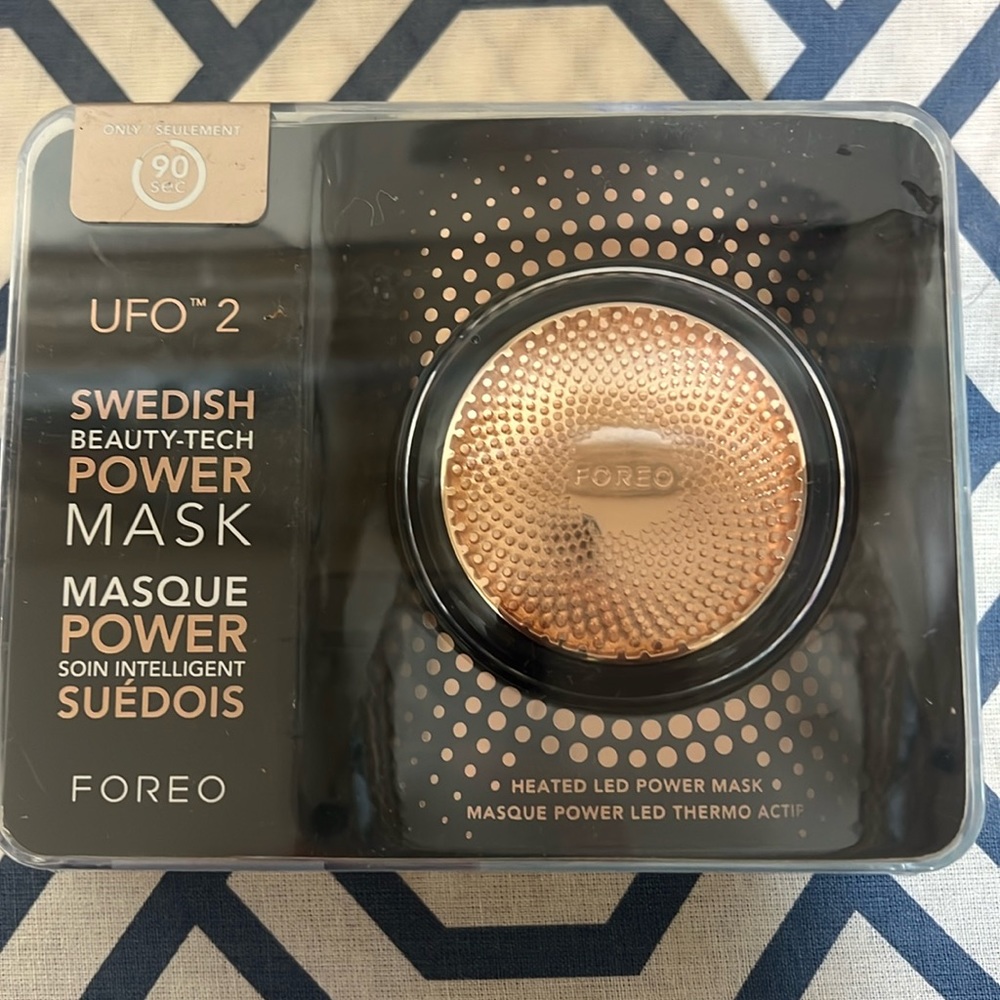 ONLY SEULEMENT
90
SEC
UFO™ 2
SWEDISH
BEAUTY-TECH
POWER
MASK
MASQUE
POWER
SOIN INTELLIGENT
SUÉDOIS
FOREO
FOREO
• HEATED LED POWER MASK •
MASQUE POWER LED THERMO ACTIF